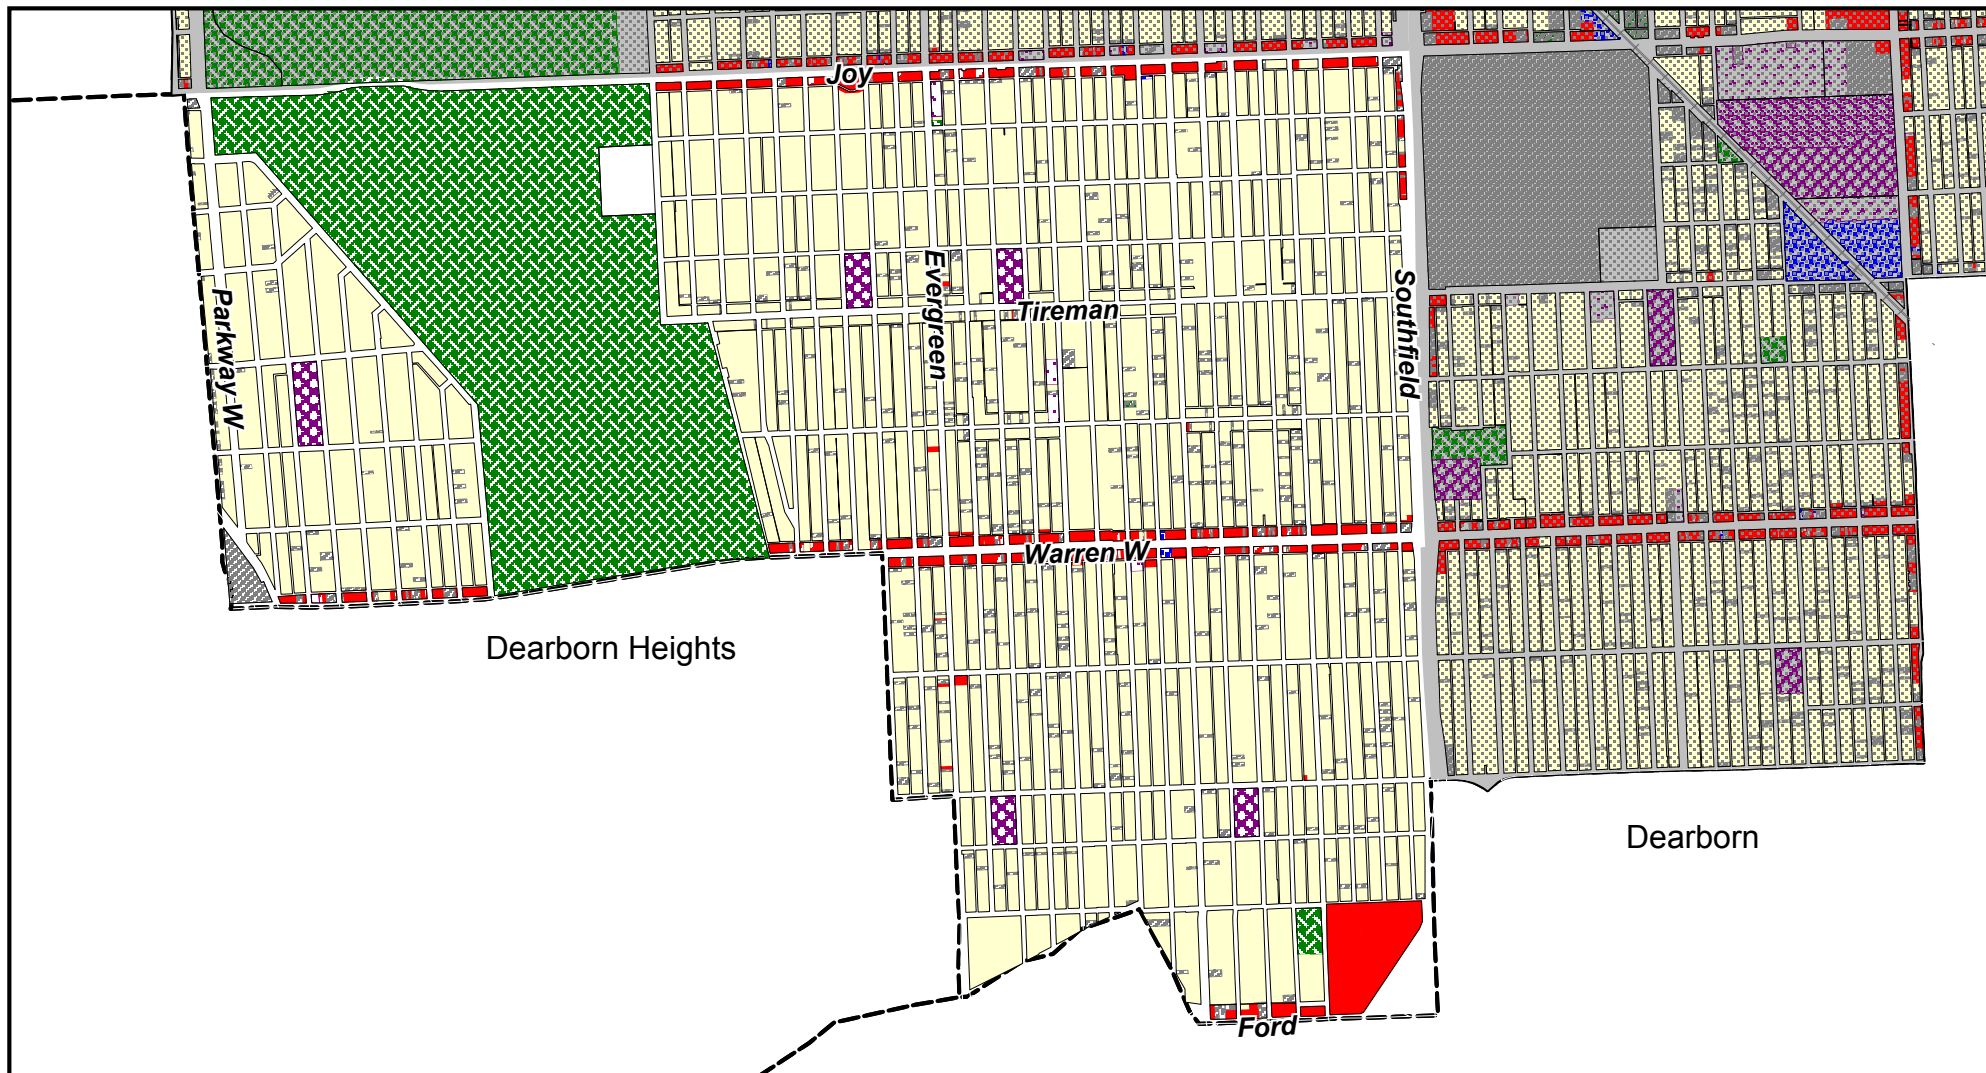 Joy
Evergreen
Tireman
Southfield
Parkway W
Warren W
Dearborn Heights
Dearborn
Ford